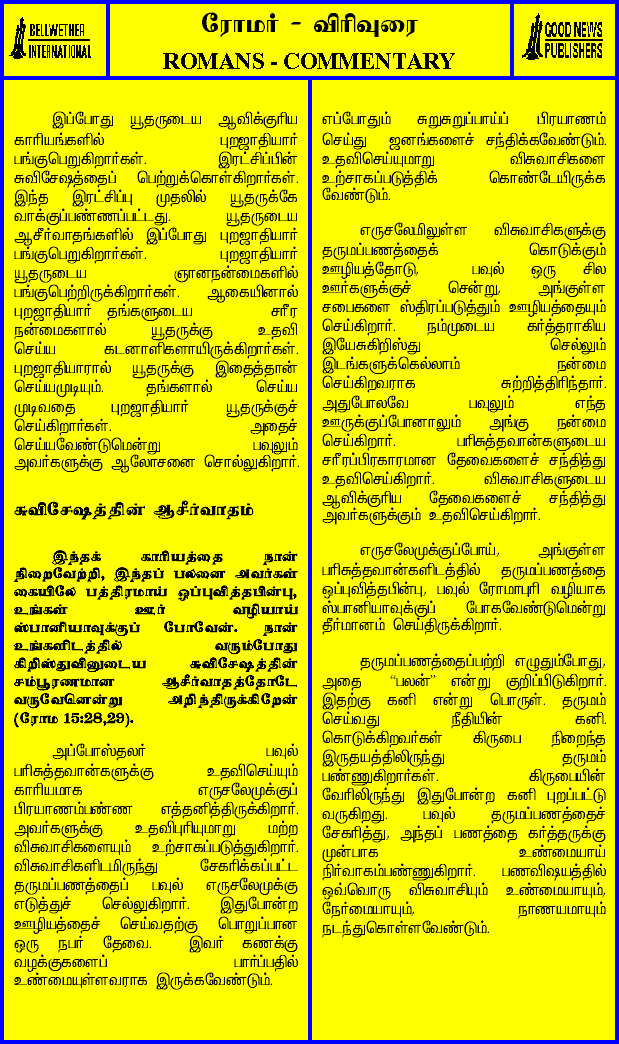 BELLWETHER
INTERNATIONAL
ரோமர் - விரிவுரை
ROMANS - COMMENTARY
GOOD NEWS
PUBLISHERS
இப்போது யூதருடைய ஆவிக்குரிய
காரியங்களில் புறஜாதியார்
பங்குபெறுகிறார்கள். இரட்சிப்பின்
சுவிசேஷத்தைப் பெற்றுக்கொள்கிறார்கள்.
இந்த இரட்சிப்பு முதலில் யூதருக்கே
வாக்குப்பண்ணப்பட்டது. யூதருடைய
ஆசீர்வாதங்களில் இப்போது புறஜாதியார்
பங்குபெறுகிறார்கள். புறஜாதியார்
யூதருடைய ஞானநன்மைகளில்
பங்குபெற்றிருக்கிறார்கள். ஆகையினால்
புறஜாதியார் தங்களுடைய சரீர
நன்மைகளால் யூதருக்கு உதவி
செய்ய கடனாளிகளாயிருக்கிறார்கள்.
புறஜாதியாரால் யூதருக்கு இதைத்தான்
செய்யமுடியும். தங்களால் செய்ய
முடிவதை புறஜாதியார் யூதருக்குச்
செய்கிறார்கள். அதைச்
செய்யவேண்டுமென்று பவுலும்
அவர்களுக்கு ஆலோசனை சொல்லுகிறார்.
சுவிசேஷத்தின் ஆசீர்வாதம்
இந்தக் காரியத்தை நான்
நிறைவேற்றி, இந்தப் பலனை அவர்கள்
கையிலே பத்திரமாய் ஒப்புவித்தபின்பு,
உங்கள் ஊர் வழியாய்
ஸ்பானியாவுக்குப் போவேன். நான்
உங்களிடத்தில் வரும்போது
கிறிஸ்துவினுடைய சுவிசேஷத்தின்
சம்பூரணமான ஆசீர்வாதத்தோடே
வருவேனென்று அறிந்திருக்கிறேன்
(ரோம 15:28,29).
அப்போஸ்தலர் பவுல்
பரிசுத்தவான்களுக்கு உதவிசெய்யும்
காரியமாக எருசலேமுக்குப்
பிரயாணம்பண்ண எத்தனித்திருக்கிறார்.
அவர்களுக்கு உதவிபுரியுமாறு மற்ற
விசுவாசிகளையும் உற்சாகப்படுத்துகிறார்.
விசுவாசிகளிடமிருந்து சேகரிக்கப்பட்ட
தருமப்பணத்தைப் பவுல் எருசலேமுக்கு
எடுத்துச் செல்லுகிறார். இதுபோன்ற
ஊழியத்தைச் செய்வதற்கு பொறுப்பான
ஒரு நபர் தேவை. இவர் கணக்கு
வழக்குகளைப் பார்ப்பதில்
உண்மையுள்ளவராக இருக்கவேண்டும்.
எப்போதும் சுறுசுறுப்பாய்ப் பிரயாணம்
செய்து ஜனங்களைச் சந்திக்கவேண்டும்.
உதவிசெய்யுமாறு விசுவாசிகளை
உற்சாகப்படுத்திக் கொண்டேயிருக்க
வேண்டும்.
எருசலேமிலுள்ள விசுவாசிகளுக்கு
தருமப்பணத்தைக் கொடுக்கும்
ஊழியத்தோடு, பவுல் ஒரு சில
ஊர்களுக்குச் சென்று, அங்குள்ள
சபைகளை ஸ்திரப்படுத்தும் ஊழியத்தையும்
செய்கிறார். நம்முடைய கர்த்தராகிய
இயேசுகிறிஸ்து செல்லும்
இடங்களுக்கெல்லாம் நன்மை
செய்கிறவராக சுற்றித்திரிந்தார்.
அதுபோலவே பவுலும் எந்த
ஊருக்குப்போனாலும் அங்கு நன்மை
செய்கிறார். பரிசுத்தவான்களுடைய
சரீரப்பிரகாரமான தேவைகளைச் சந்தித்து
உதவிசெய்கிறார். விசுவாசிகளுடைய
ஆவிக்குரிய தேவைகளைச் சந்தித்து
அவர்களுக்கும் உதவிசெய்கிறார்.
எருசலேமுக்குப்போய், அங்குள்ள
பரிசுத்தவான்களிடத்தில் தருமப்பணத்தை
ஒப்புவித்தபின்பு, பவுல் ரோமாபுரி வழியாக
ஸ்பானியாவுக்குப் போகவேண்டுமென்று
தீர்மானம் செய்திருக்கிறார்.
தருமப்பணத்தைப்பற்றி எழுதும்போது,
அதை “பலன்” என்று குறிப்பிடுகிறார்.
இதற்கு கனி என்று பொருள். தருமம்
செய்வது நீதியின் கனி.
கொடுக்கிறவர்கள் கிருபை நிறைந்த
இருதயத்திலிருந்து தருமம்
பண்ணுகிறார்கள். கிருபையின்
வேரிலிருந்து இதுபோன்ற கனி புறப்பட்டு
வருகிறது. பவுல் தருமப்பணத்தைச்
சேகரித்து, அந்தப் பணத்தை கர்த்தருக்கு
முன்பாக உண்மையாய்
நிர்வாகம்பண்ணுகிறார். பணவிஷயத்தில்
ஒவ்வொரு விசுவாசியும் உண்மையாயும்,
நேர்மையாயும், நாணயமாயும்
நடந்துகொள்ளவேண்டும்.